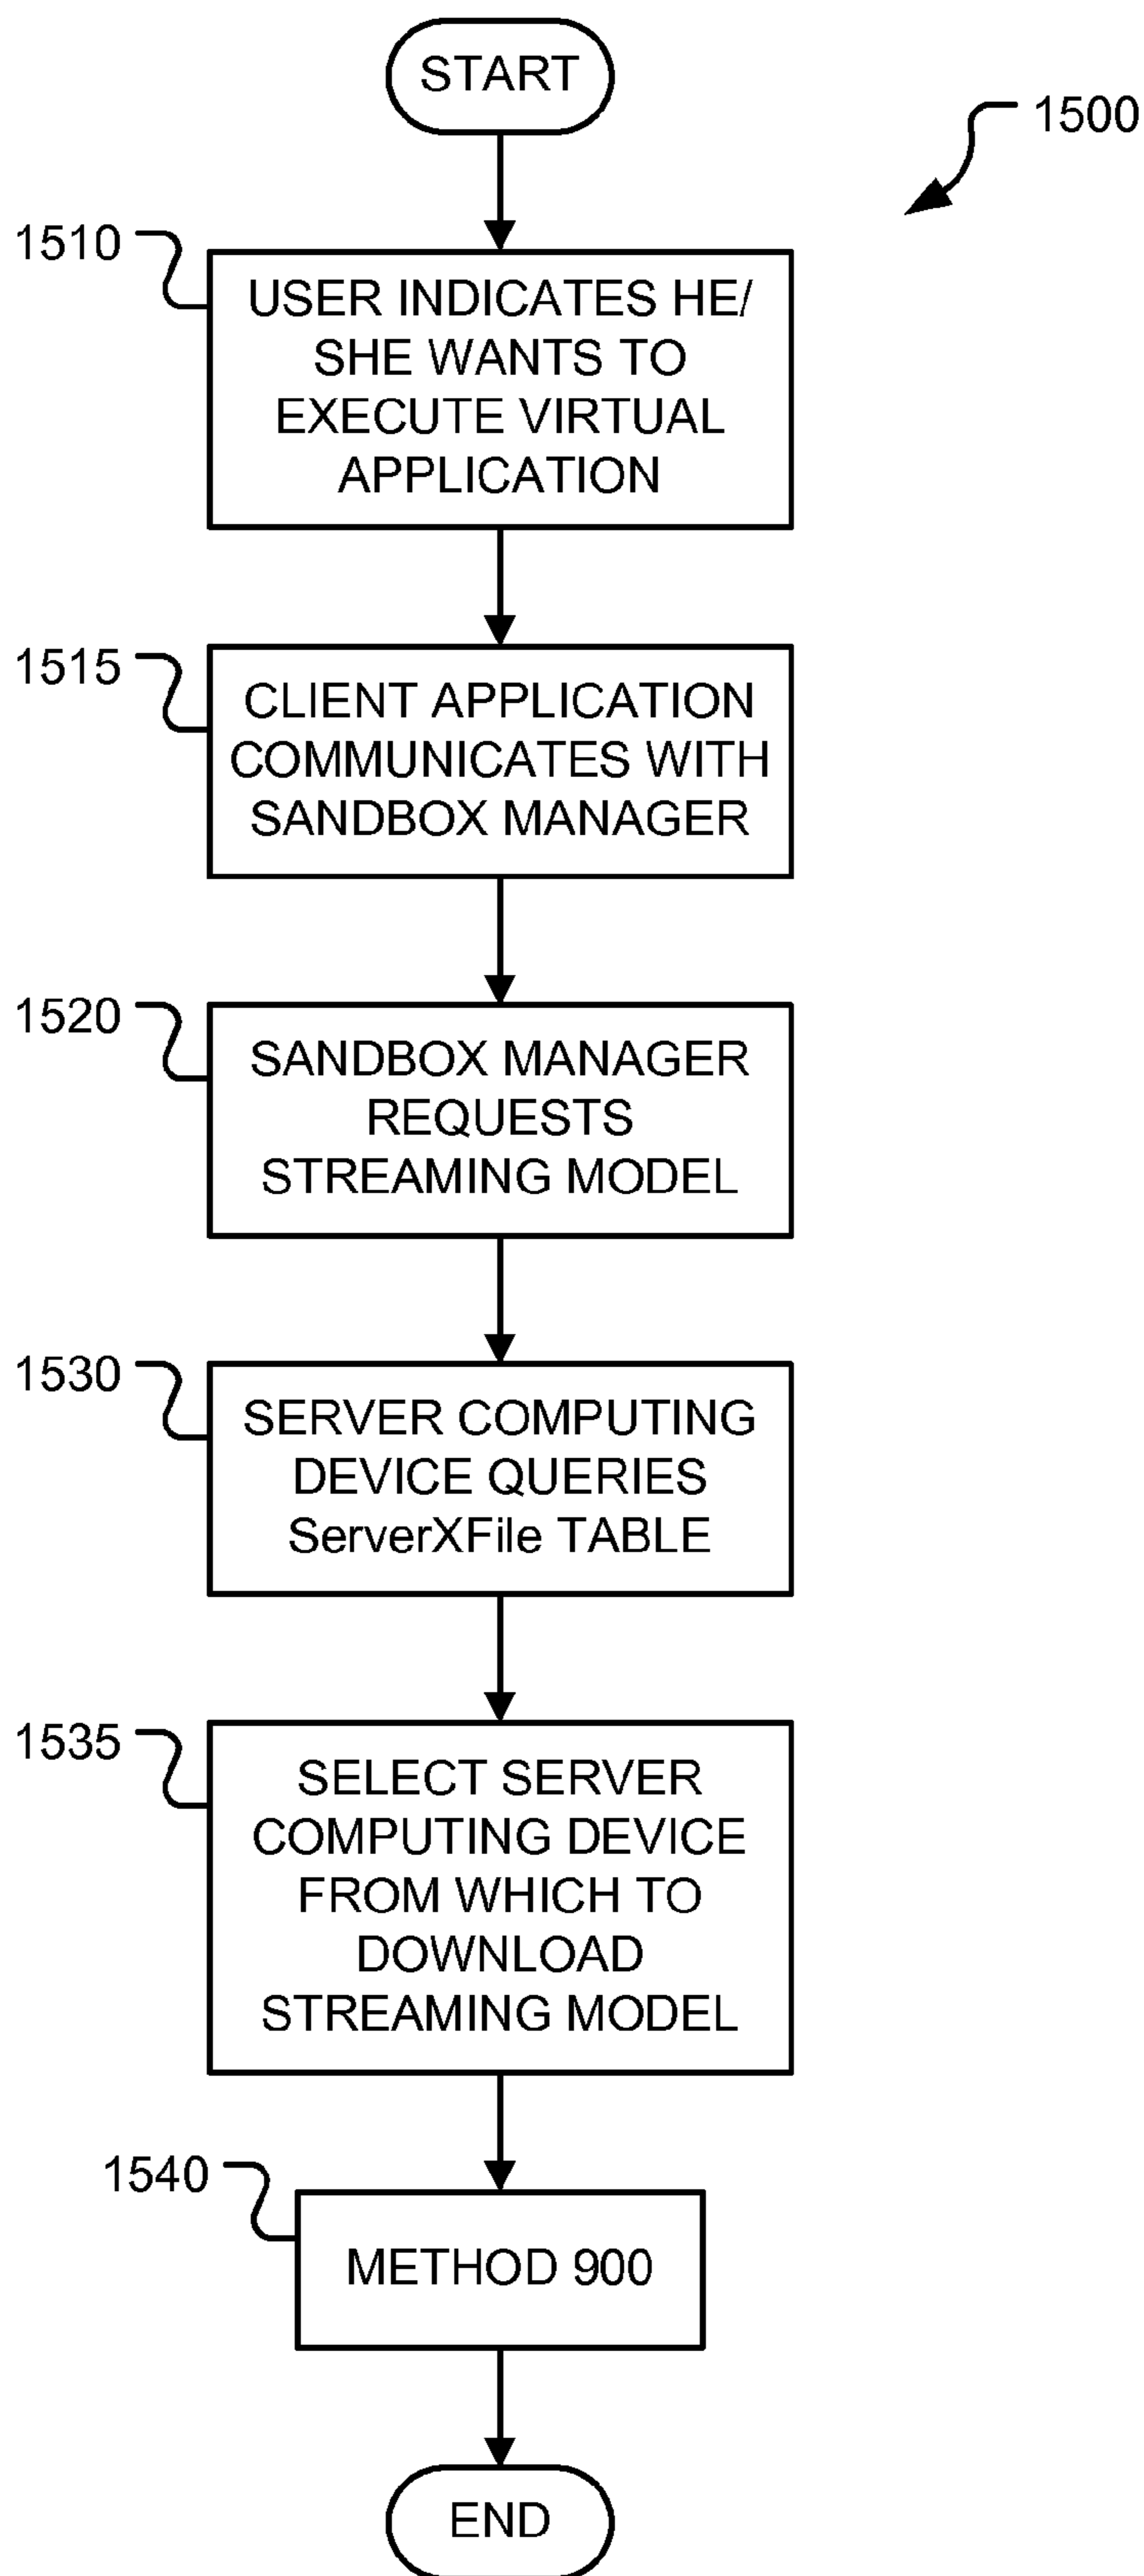 START
1500
1510
USER INDICATES HE/
SHE WANTS TO
EXECUTE VIRTUAL
APPLICATION
1515
CLIENT APPLICATION
COMMUNICATES WITH
SANDBOX MANAGER
1520
SANDBOX MANAGER
REQUESTS
STREAMING MODEL
1530
SERVER COMPUTING
DEVICE QUERIES
ServerXFile TABLE
1535
SELECT SERVER
COMPUTING DEVICE
FROM WHICH TO
DOWNLOAD
STREAMING MODEL
1540
METHOD 900
END